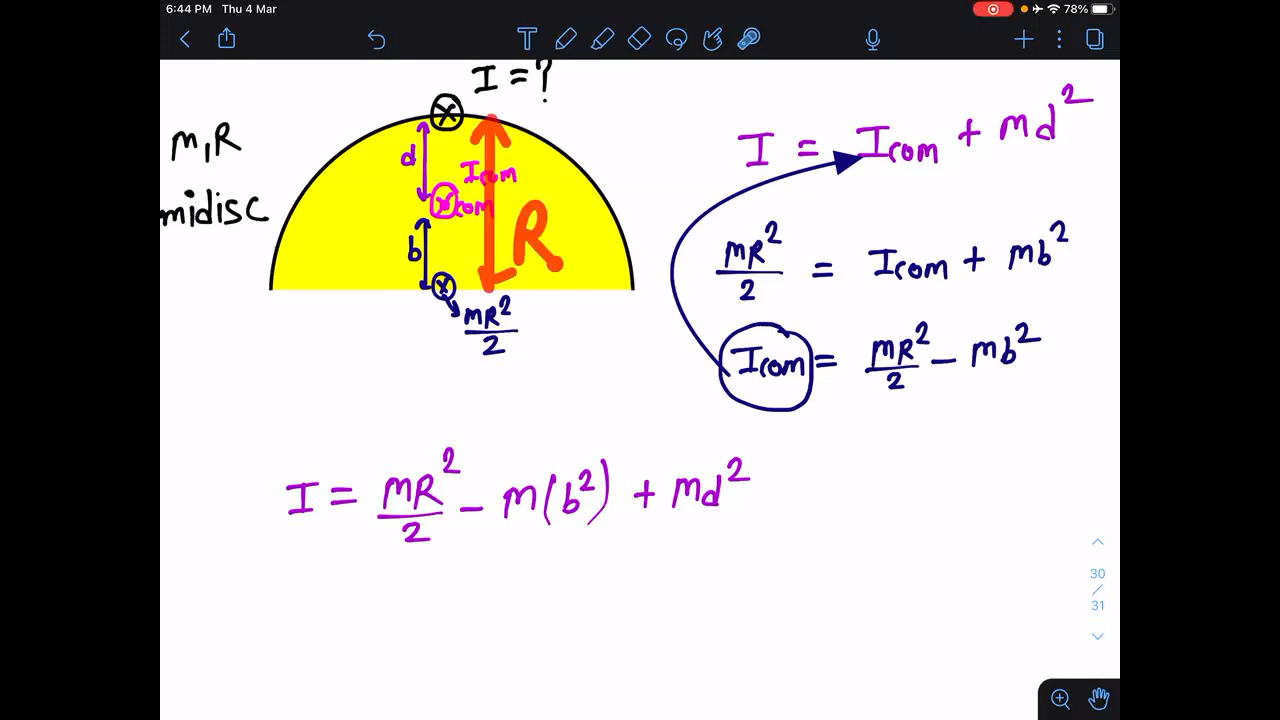 6:44 PM Thu 4 Mar
78%
I = ?
m,R
midisc
d
Icom
com
b
R
mR²/2
I = Icom + md²
mR²/2 = Icom + mb²
Icom = mR²/2 - mb²
I = mR²/2 - m(b²) + md²
30
/
31